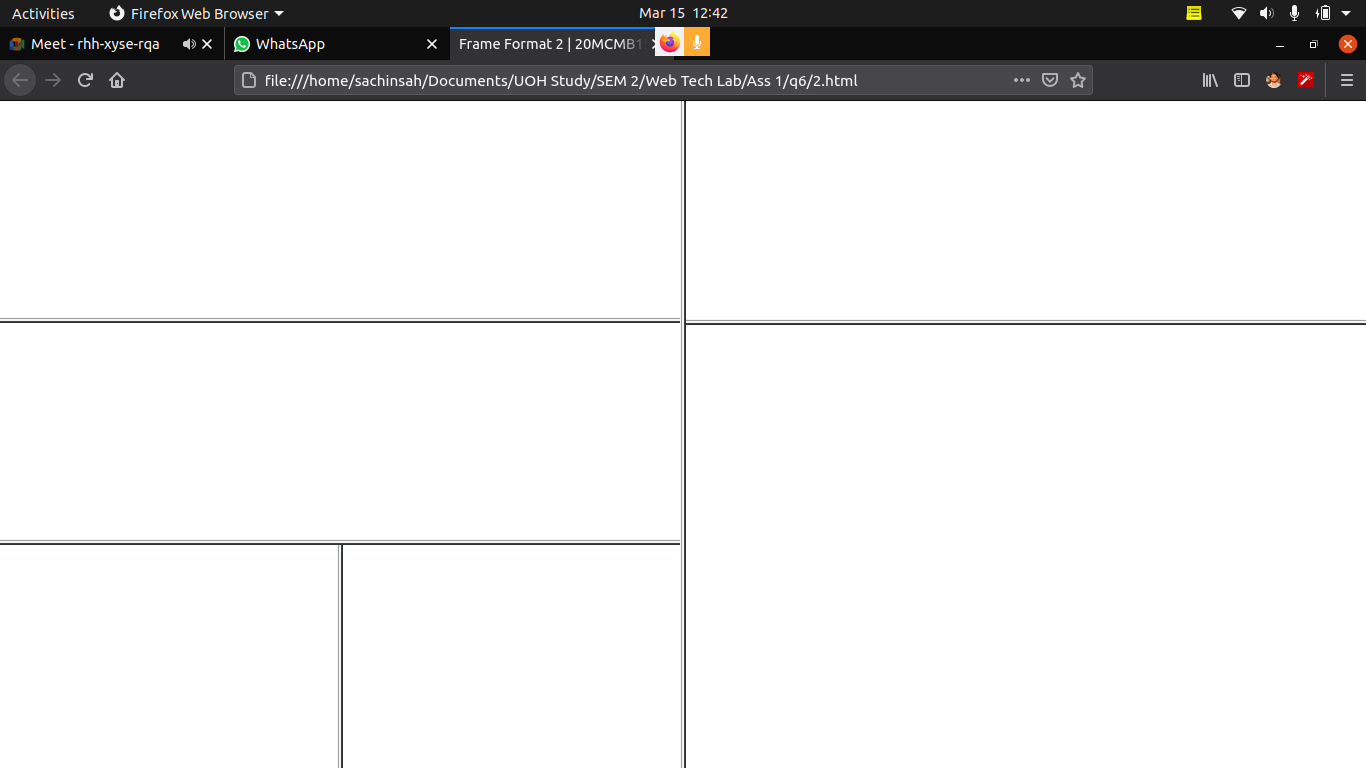 Activities Firefox Web Browser Mar 15 12:42
Meet - rhh-xyse-rqa WhatsApp Frame Format 2 | 20MCMB1
file:///home/sachinsah/Documents/UOH Study/SEM 2/Web Tech Lab/Ass 1/q6/2.html